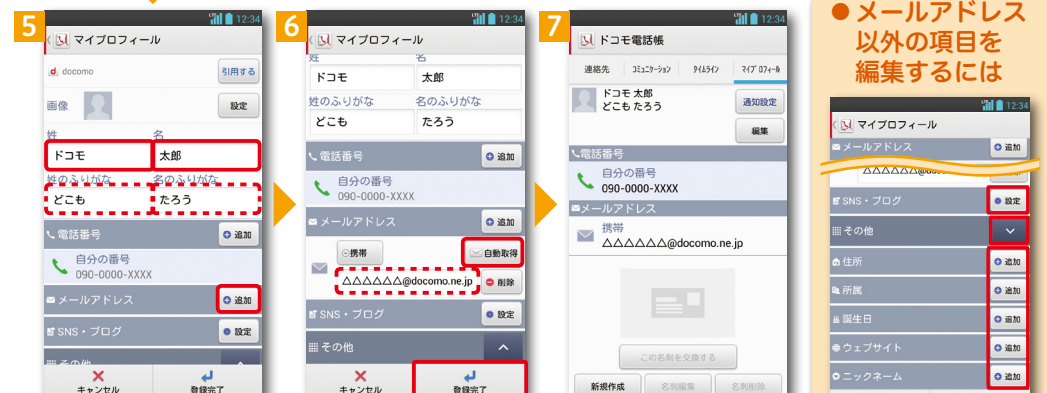 5
12:34
マイプロフィール
docomo
引用する
画像
設定
姓 名
ドコモ 太郎
姓のふりがな 名のふりがな
どこも たろう
電話番号 追加
自分の番号
090-0000-XXXX
メールアドレス 追加
SNS・ブログ 設定
その他
キャンセル 登録完了
6
12:34
マイプロフィール
姓 名
ドコモ 太郎
姓のふりがな 名のふりがな
どこも たろう
電話番号 追加
自分の番号
090-0000-XXXX
メールアドレス 追加
携帯 自動取得
△△△△△△@docomo.ne.jp 削除
SNS・ブログ 設定
その他
キャンセル 登録完了
7
12:34
ドコモ電話帳
連絡先 コミュニケーション タイムライン マイプロフィール
ドコモ 太郎
どこも たろう
通知設定
編集
電話番号
自分の番号
090-0000-XXXX
メールアドレス
携帯
△△△△△△@docomo.ne.jp
この名刺を交換する
新規作成 名刺編集 名刺削除
●メールアドレス
以外の項目を
編集するには
12:34
マイプロフィール
メールアドレス 追加
SNS・ブログ 設定
その他
住所 追加
所属 追加
誕生日 追加
ウェブサイト 追加
ニックネーム 追加